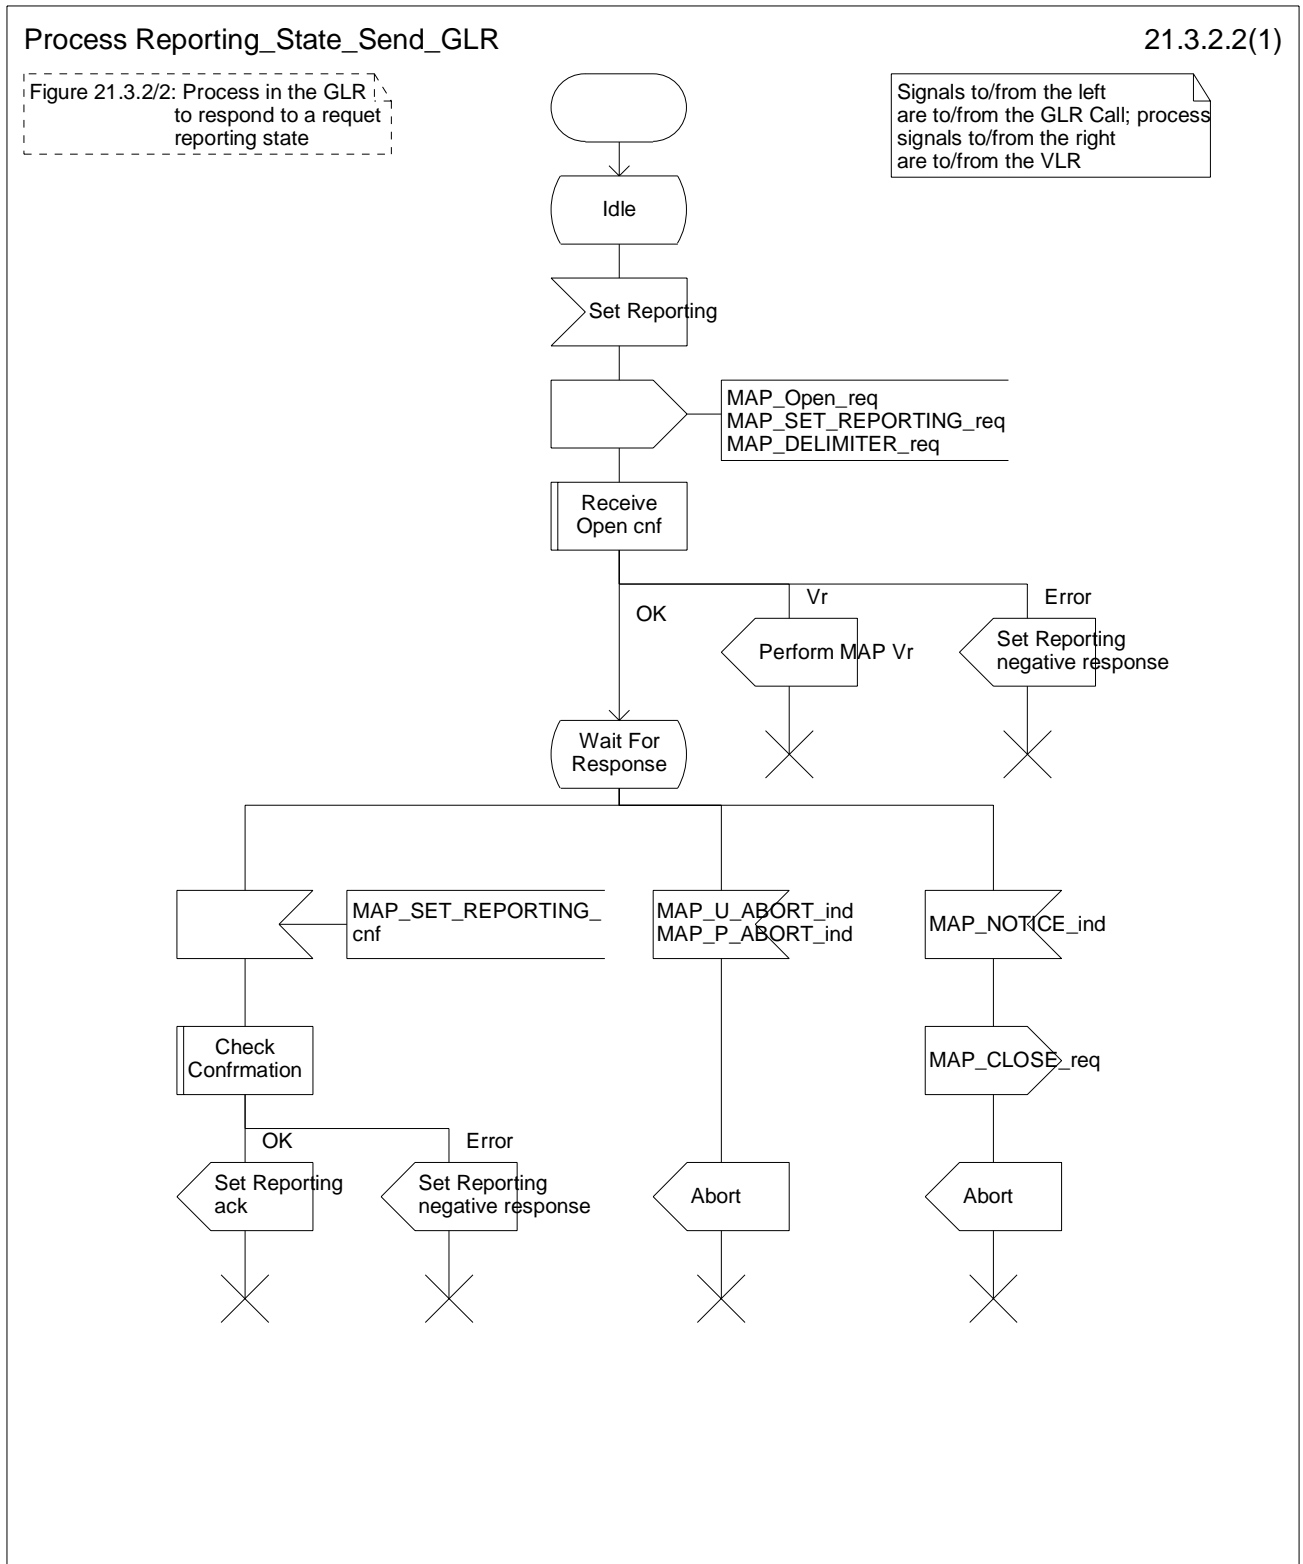 Process Reporting_State_Send_GLR
21.3.2.2(1)
Figure 21.3.2/2: Process in the GLR
to respond to a requet
reporting state
Signals to/from the left
are to/from the GLR Call; process
signals to/from the right
are to/from the VLR
Idle
Set Reporting
MAP_Open_req
MAP_SET_REPORTING_req
MAP_DELIMITER_req
Receive
Open cnf
OK
Vr
Error
Perform MAP Vr
Set Reporting
negative response
Wait For
Response
MAP_SET_REPORTING_
cnf
MAP_U_ABORT_ind
MAP_P_ABORT_ind
MAP_NOTICE_ind
Check
Confrmation
MAP_CLOSE_req
OK
Error
Set Reporting
ack
Set Reporting
negative response
Abort
Abort